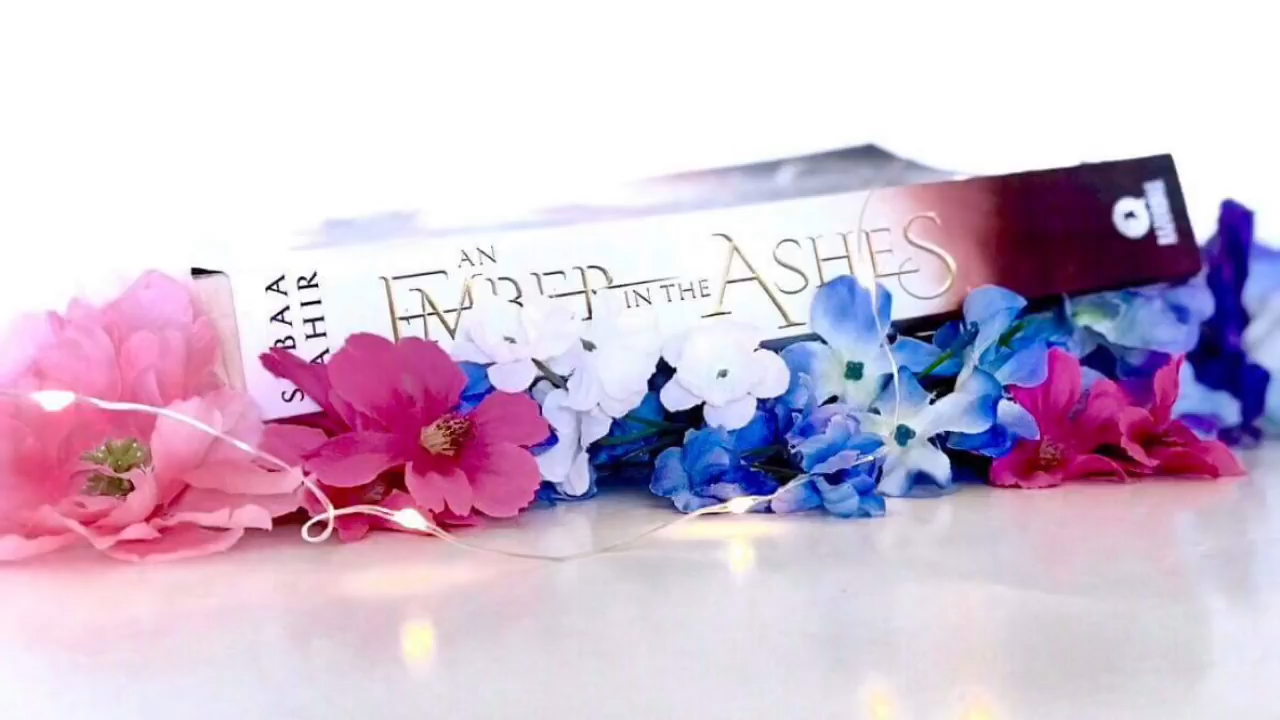 SABAA
TAHIR
AN
EMBER IN THE ASHES